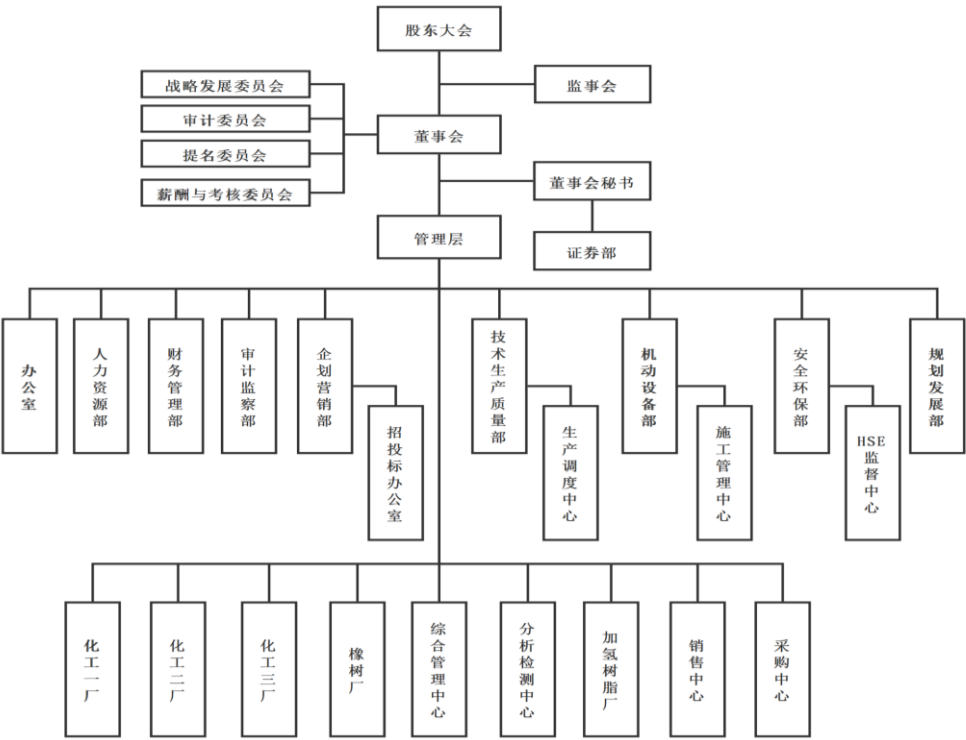 股东大会
监事会
战略发展委员会
审计委员会
董事会
提名委员会
薪酬与考核委员会
董事会秘书
管理层
证券部
办公室
人力资源部
财务管理部
审计监察部
企划营销部
招投标办公室
技术生产质量部
生产调度中心
机动设备部
施工管理中心
安全环保部
HSE监督中心
规划发展部
化工一厂
化工二厂
化工三厂
橡树厂
综合管理中心
分析检测中心
加氢树脂厂
销售中心
采购中心